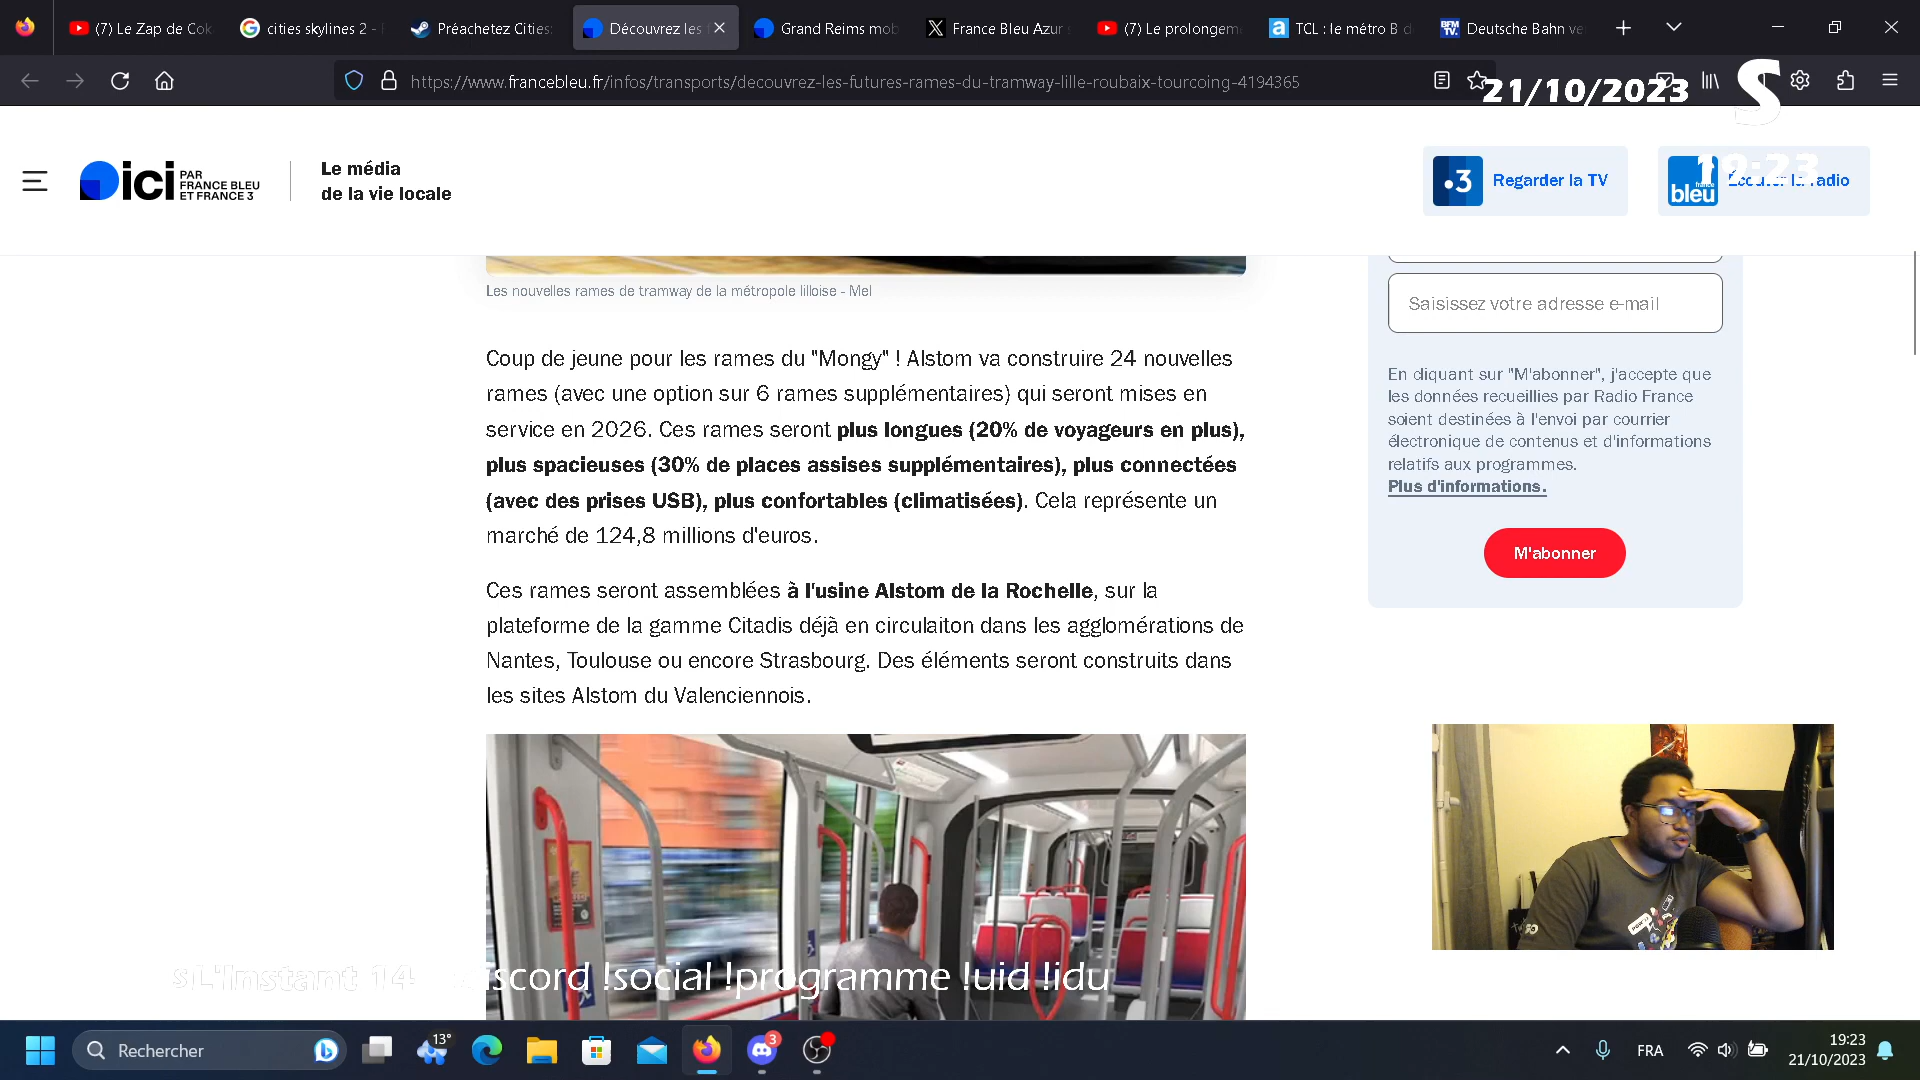 (7) Le Zap de Cok
cities skylines 2 -
Préachetez Cities:
Découvrez les
Grand Reims mob
France Bleu Azur
(7) Le prolongem
TCL : le métro B d
Deutsche Bahn ve
https://www.francebleu.fr/infos/transports/decouvrez-les-futures-rames-du-tramway-lille-roubaix-tourcoing-4194365
21/10/2023
S
19:23
ici
PAR
FRANCE BLEU
ET FRANCE 3
Le média
de la vie locale
Regarder la TV
Écouter la radio
Les nouvelles rames de tramway de la métropole lilloise - Mel
Coup de jeune pour les rames du "Mongy" ! Alstom va construire 24 nouvelles
rames (avec une option sur 6 rames supplémentaires) qui seront mises en
service en 2026. Ces rames seront plus longues (20% de voyageurs en plus),
plus spacieuses (30% de places assises supplémentaires), plus connectées
(avec des prises USB), plus confortables (climatisées). Cela représente un
marché de 124,8 millions d'euros.
Ces rames seront assemblées à l'usine Alstom de la Rochelle, sur la
plateforme de la gamme Citadis déjà en circulaiton dans les agglomérations de
Nantes, Toulouse ou encore Strasbourg. Des éléments seront construits dans
les sites Alstom du Valenciennois.
Saisissez votre adresse e-mail
En cliquant sur "M'abonner", j'accepte que
les données recueillies par Radio France
soient destinées à l'envoi par courrier
électronique de contenus et d'informations
relatifs aux programmes.
Plus d'informations.
M'abonner
L'instant 14 iscord !social !programme !uid !idu
Rechercher
13°
3
FRA
19:23
21/10/2023